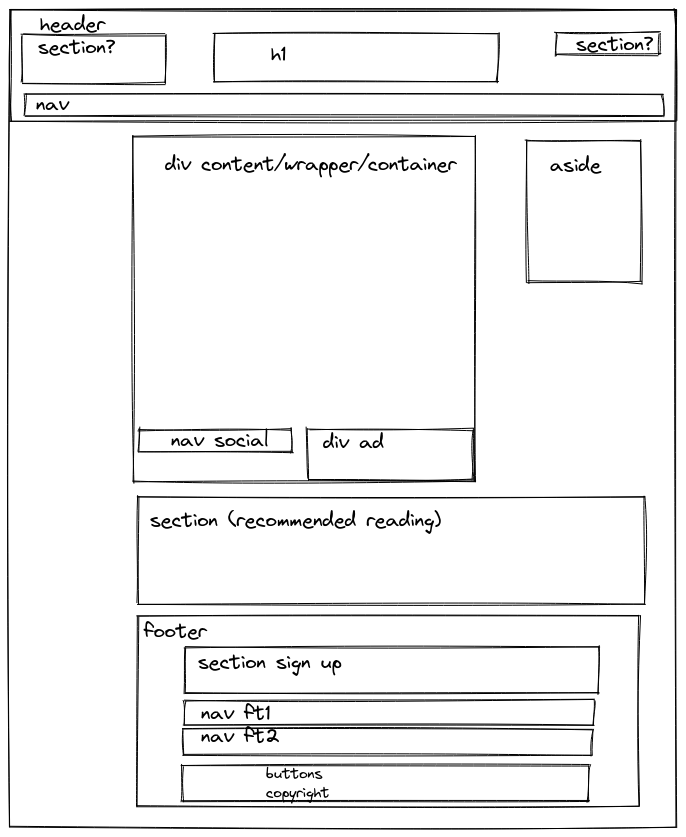 header
section?
h1
section?
nav
div content/wrapper/container
aside
nav social
div ad
section (recommended reading)
footer
section sign up
nav ft1
nav ft2
buttons
copyright